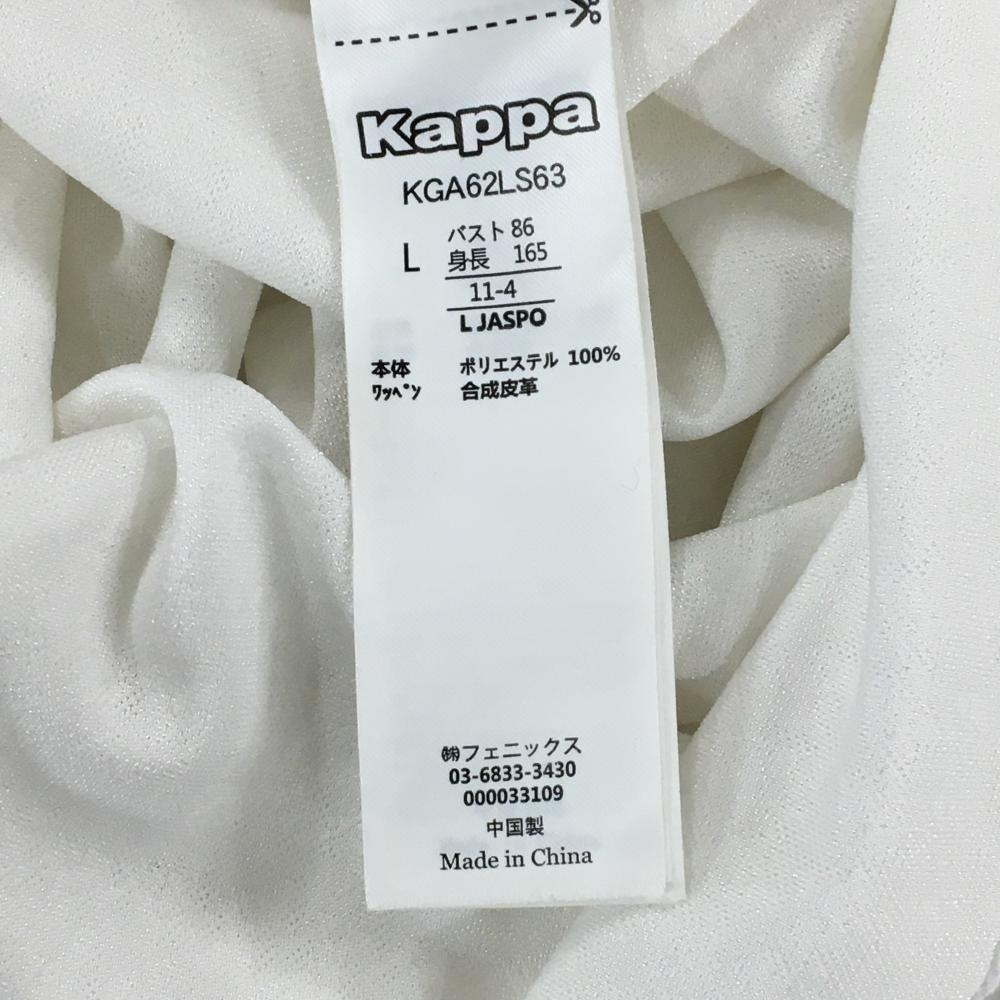 Kappa
KGA62LS63
L
バスト 86
身長 165
11-4
L JASPO
本体 ポリエステル 100%
ﾜｯﾍﾟﾝ 合成皮革
㈱フェニックス
03-6833-3430
000033109
中国製
Made in China